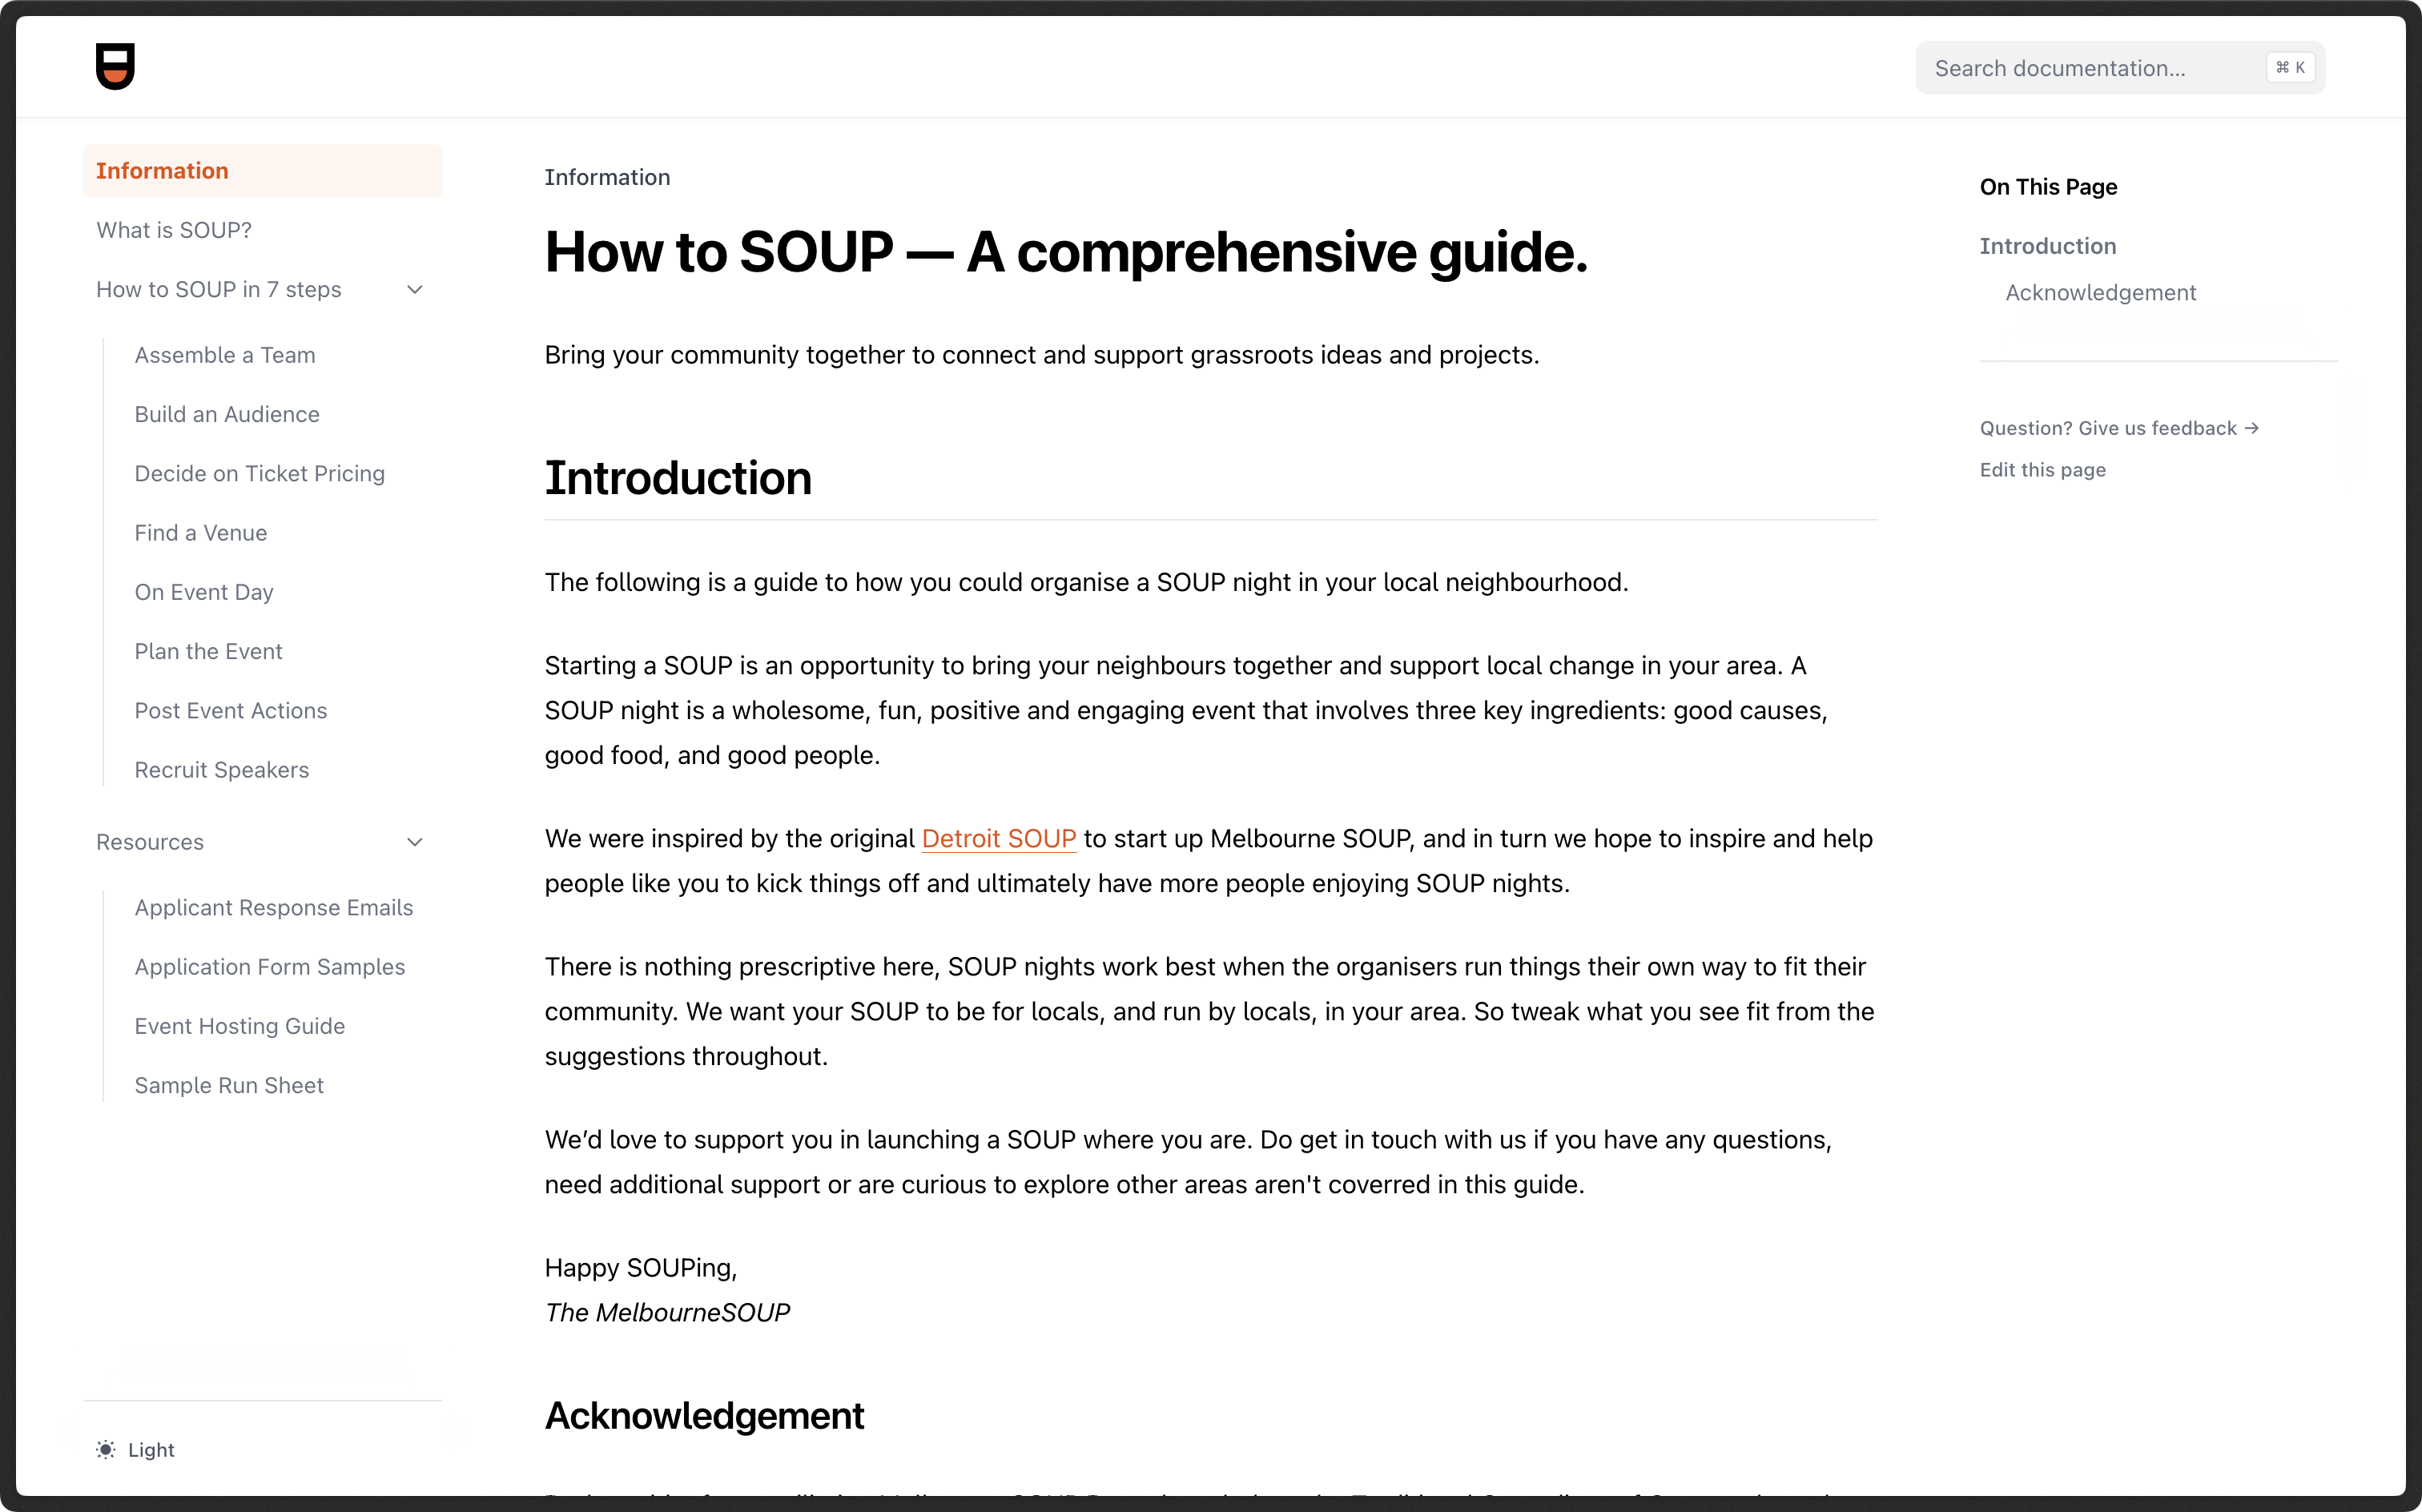 Search documentation...
⌘ K
Information
What is SOUP?
How to SOUP in 7 steps
Assemble a Team
Build an Audience
Decide on Ticket Pricing
Find a Venue
On Event Day
Plan the Event
Post Event Actions
Recruit Speakers
Resources
Applicant Response Emails
Application Form Samples
Event Hosting Guide
Sample Run Sheet
Light
Information
How to SOUP — A comprehensive guide.
Bring your community together to connect and support grassroots ideas and projects.
Introduction
The following is a guide to how you could organise a SOUP night in your local neighbourhood.
Starting a SOUP is an opportunity to bring your neighbours together and support local change in your area. A
SOUP night is a wholesome, fun, positive and engaging event that involves three key ingredients: good causes,
good food, and good people.
We were inspired by the original Detroit SOUP to start up Melbourne SOUP, and in turn we hope to inspire and help
people like you to kick things off and ultimately have more people enjoying SOUP nights.
There is nothing prescriptive here, SOUP nights work best when the organisers run things their own way to fit their
community. We want your SOUP to be for locals, and run by locals, in your area. So tweak what you see fit from the
suggestions throughout.
We’d love to support you in launching a SOUP where you are. Do get in touch with us if you have any questions,
need additional support or are curious to explore other areas aren't coverred in this guide.
Happy SOUPing,
The MelbourneSOUP
Acknowledgement
On This Page
Introduction
Acknowledgement
Question? Give us feedback →
Edit this page